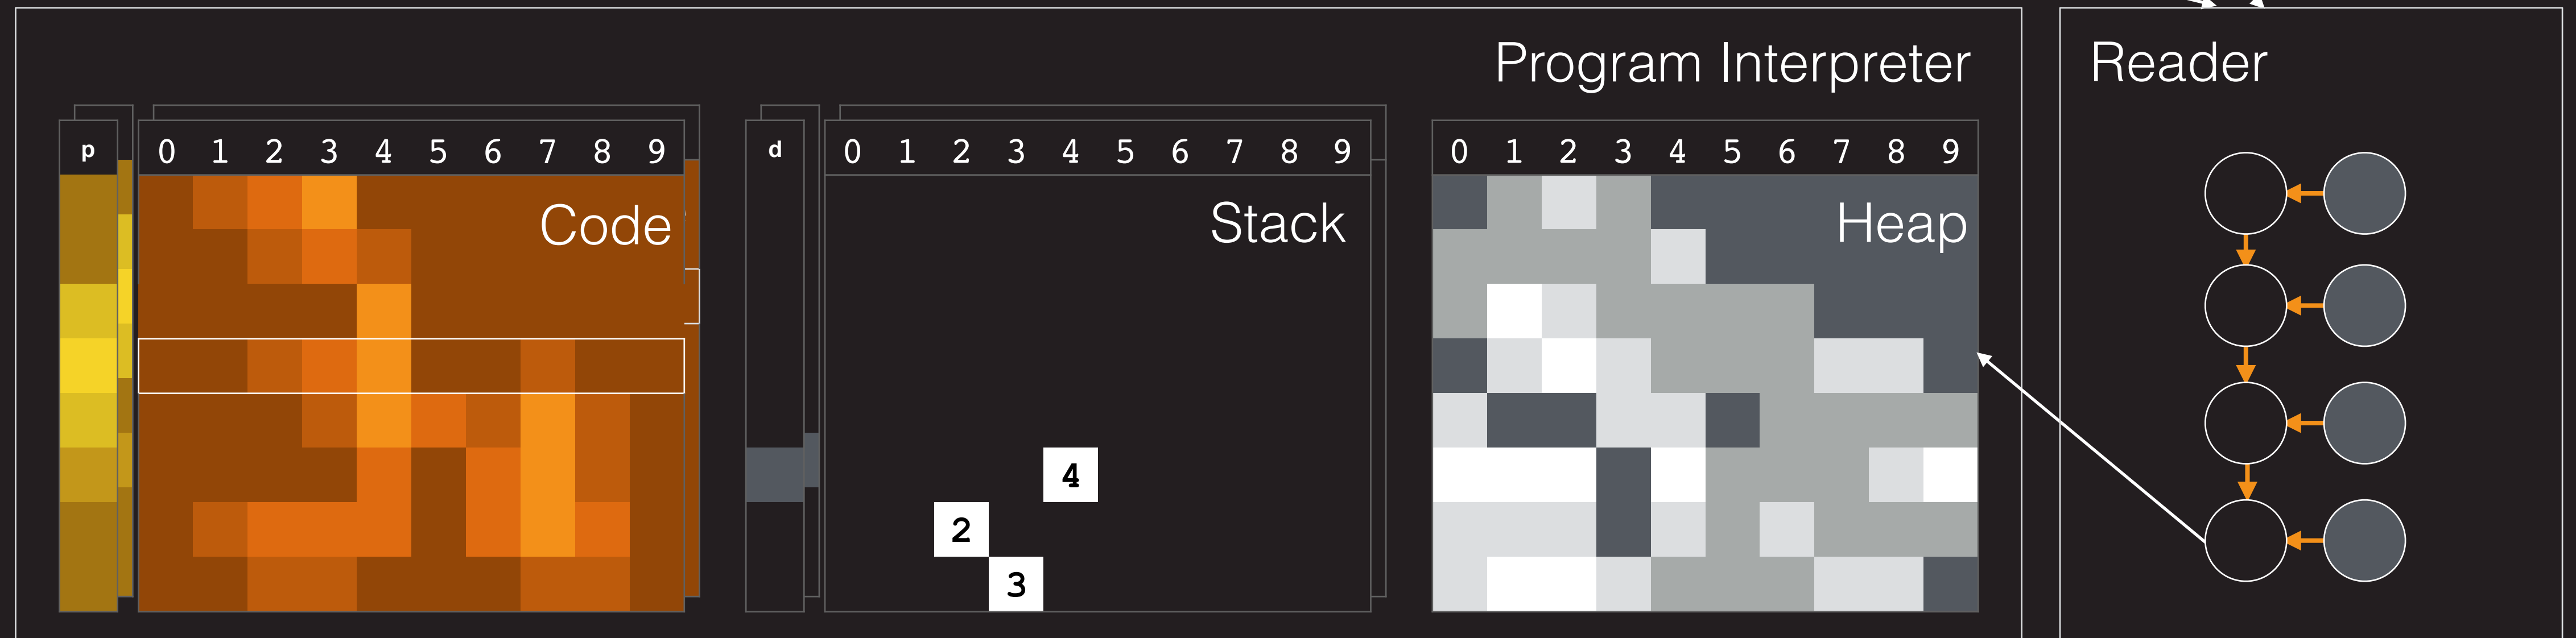 Program Interpreter
Reader
p 0 1 2 3 4 5 6 7 8 9
d 0 1 2 3 4 5 6 7 8 9
0 1 2 3 4 5 6 7 8 9
Code
Stack
Heap
4
2
3